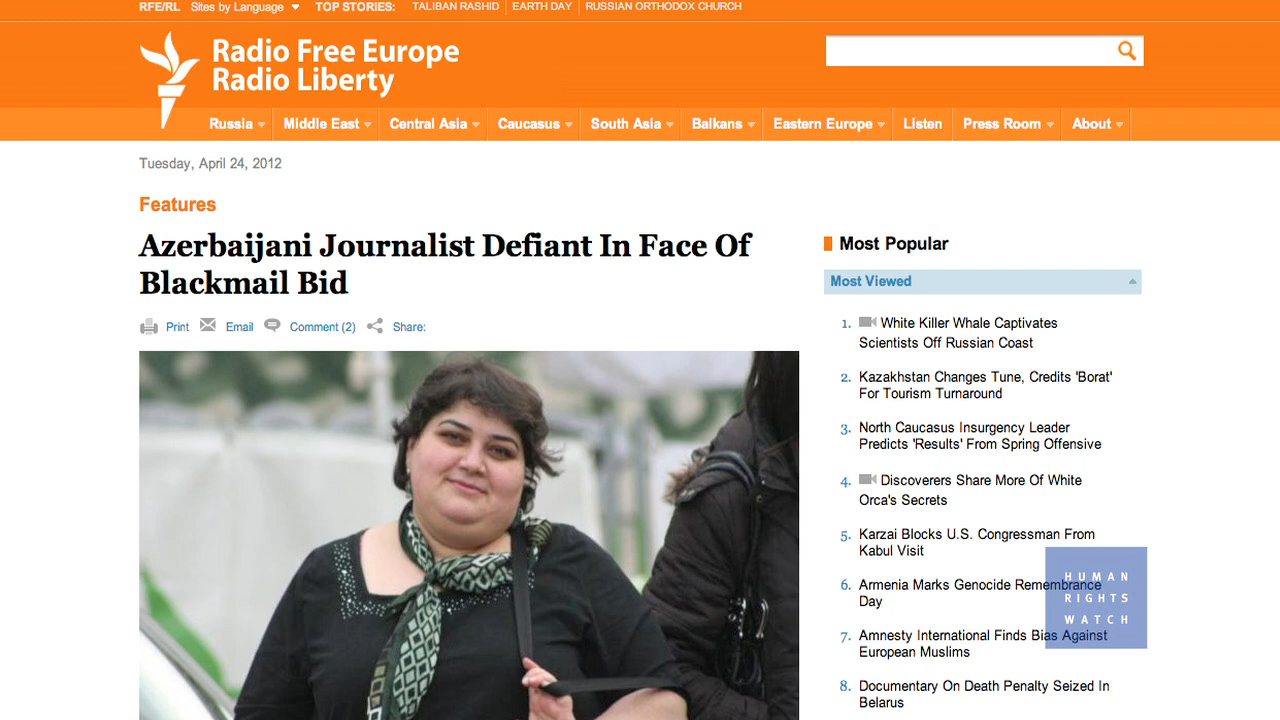 RFE/RL Sites by Language TOP STORIES: TALIBAN RASHID EARTH DAY RUSSIAN ORTHODOX CHURCH
Radio Free Europe
Radio Liberty
Russia Middle East Central Asia Caucasus South Asia Balkans Eastern Europe Listen Press Room About
Tuesday, April 24, 2012
Features
Azerbaijani Journalist Defiant In Face Of
Blackmail Bid
Print Email Comment (2) Share:
Most Popular
Most Viewed
1. White Killer Whale Captivates
Scientists Off Russian Coast
2. Kazakhstan Changes Tune, Credits 'Borat'
For Tourism Turnaround
3. North Caucasus Insurgency Leader
Predicts 'Results' From Spring Offensive
4. Discoverers Share More Of White
Orca's Secrets
5. Karzai Blocks U.S. Congressman From
Kabul Visit
6. Armenia Marks Genocide Remembrance
Day
7. Amnesty International Finds Bias Against
European Muslims
8. Documentary On Death Penalty Seized In
Belarus
HUMAN
RIGHTS
WATCH